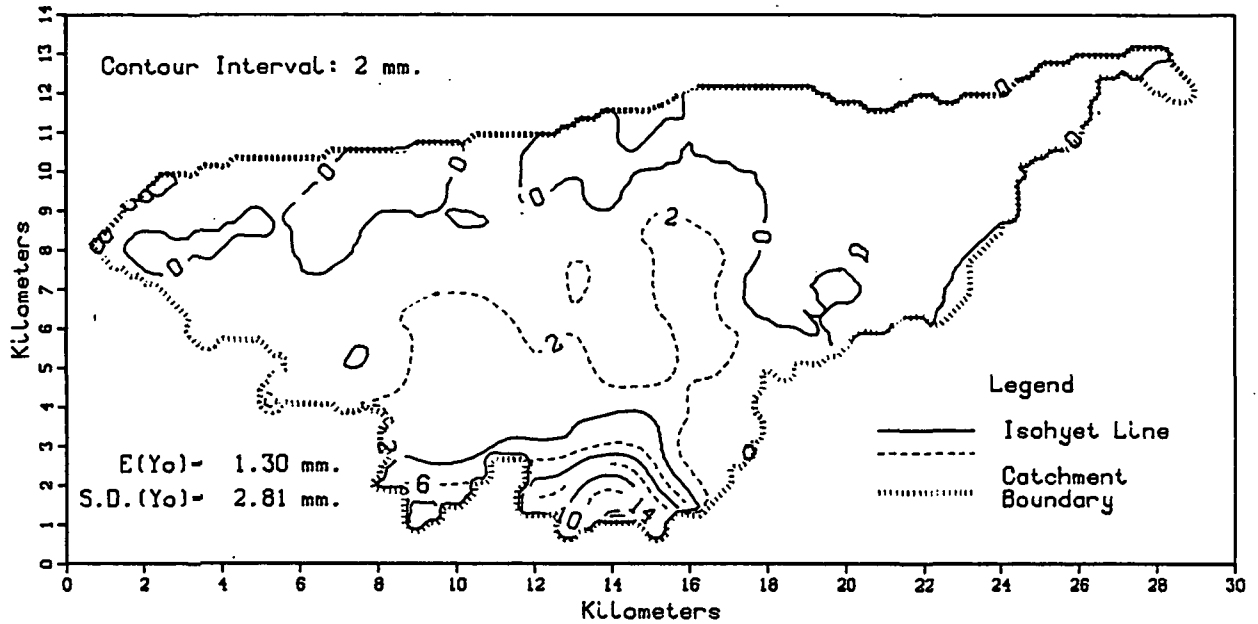 Contour Interval: 2 mm.
14
13
12
11
10
9
8
7
6
5
4
3
2
1
0
Kilometers
0
0
0
0
0
0
0
0
2
2
2
6
10
14
E(Yo)= 1.30 mm.
S.D.(Yo)= 2.81 mm.
Legend
Isohyet Line
Catchment
Boundary
0 2 4 6 8 10 12 14 16 18 20 22 24 26 28 30
Kilometers